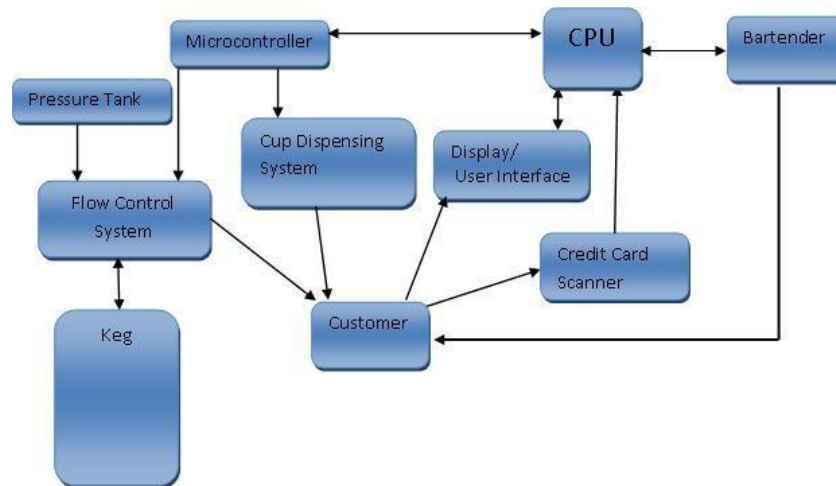 Microcontroller
CPU
Bartender
Pressure Tank
Cup Dispensing
System
Display/
User Interface
Flow Control
System
Credit Card
Scanner
Customer
Keg